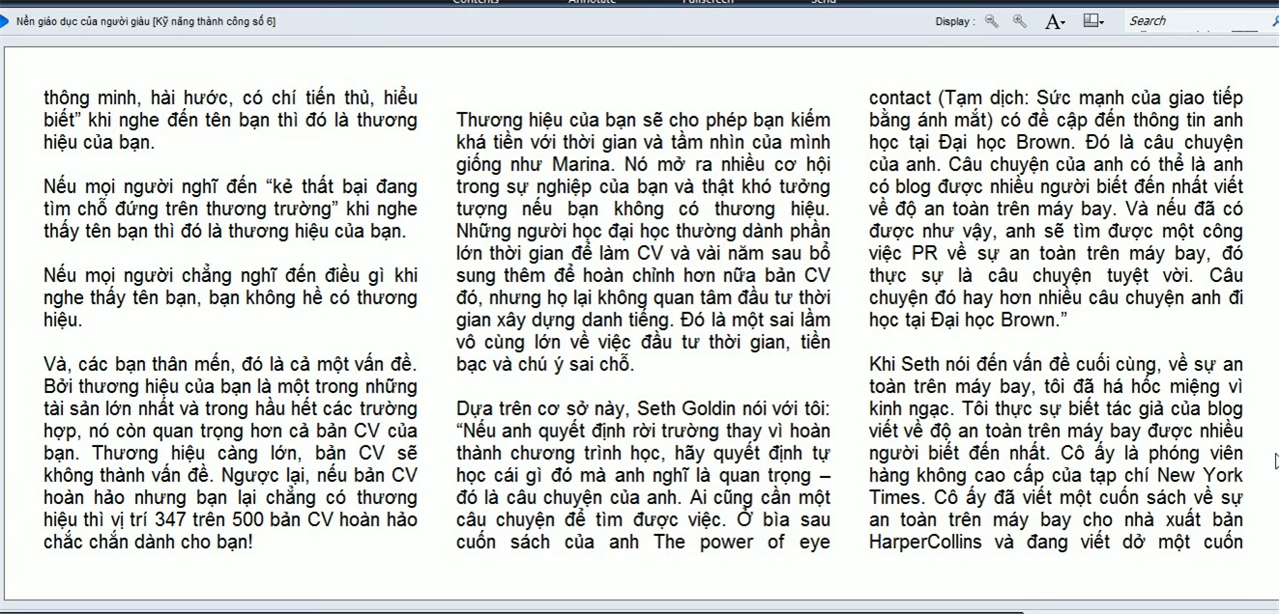 Contents Annotate Fullscreen Send
Nền giáo dục của người giàu [Kỹ năng thành công số 6]
Display :
A
Search
thông minh, hài hước, có chí tiến thủ, hiểu
biết” khi nghe đến tên bạn thì đó là thương
hiệu của bạn.
Nếu mọi người nghĩ đến “kẻ thất bại đang
tìm chỗ đứng trên thương trường” khi nghe
thấy tên bạn thì đó là thương hiệu của bạn.
Nếu mọi người chẳng nghĩ đến điều gì khi
nghe thấy tên bạn, bạn không hề có thương
hiệu.
Và, các bạn thân mến, đó là cả một vấn đề.
Bởi thương hiệu của bạn là một trong những
tài sản lớn nhất và trong hầu hết các trường
hợp, nó còn quan trọng hơn cả bản CV của
bạn. Thương hiệu càng lớn, bản CV sẽ
không thành vấn đề. Ngược lại, nếu bản CV
hoàn hảo nhưng bạn lại chẳng có thương
hiệu thì vị trí 347 trên 500 bản CV hoàn hảo
chắc chắn dành cho bạn!
Thương hiệu của bạn sẽ cho phép bạn kiếm
khá tiền với thời gian và tầm nhìn của mình
giống như Marina. Nó mở ra nhiều cơ hội
trong sự nghiệp của bạn và thật khó tưởng
tượng nếu bạn không có thương hiệu.
Những người học đại học thường dành phần
lớn thời gian để làm CV và vài năm sau bổ
sung thêm để hoàn chỉnh hơn nữa bản CV
đó, nhưng họ lại không quan tâm đầu tư thời
gian xây dựng danh tiếng. Đó là một sai lầm
vô cùng lớn về việc đầu tư thời gian, tiền
bạc và chú ý sai chỗ.
Dựa trên cơ sở này, Seth Goldin nói với tôi:
“Nếu anh quyết định rời trường thay vì hoàn
thành chương trình học, hãy quyết định tự
học cái gì đó mà anh nghĩ là quan trọng –
đó là câu chuyện của anh. Ai cũng cần một
câu chuyện để tìm được việc. Ở bìa sau
cuốn sách của anh The power of eye
contact (Tạm dịch: Sức mạnh của giao tiếp
bằng ánh mắt) có đề cập đến thông tin anh
học tại Đại học Brown. Đó là câu chuyện
của anh. Câu chuyện của anh có thể là anh
có blog được nhiều người biết đến nhất viết
về độ an toàn trên máy bay. Và nếu đã có
được như vậy, anh sẽ tìm được một công
việc PR về sự an toàn trên máy bay, đó
thực sự là câu chuyện tuyệt vời. Câu
chuyện đó hay hơn nhiều câu chuyện anh đi
học tại Đại học Brown.”
Khi Seth nói đến vấn đề cuối cùng, về sự an
toàn trên máy bay, tôi đã há hốc miệng vì
kinh ngạc. Tôi thực sự biết tác giả của blog
viết về độ an toàn trên máy bay được nhiều
người biết đến nhất. Cô ấy là phóng viên
hàng không cao cấp của tạp chí New York
Times. Cô ấy đã viết một cuốn sách về sự
an toàn trên máy bay cho nhà xuất bản
HarperCollins và đang viết dở một cuốn